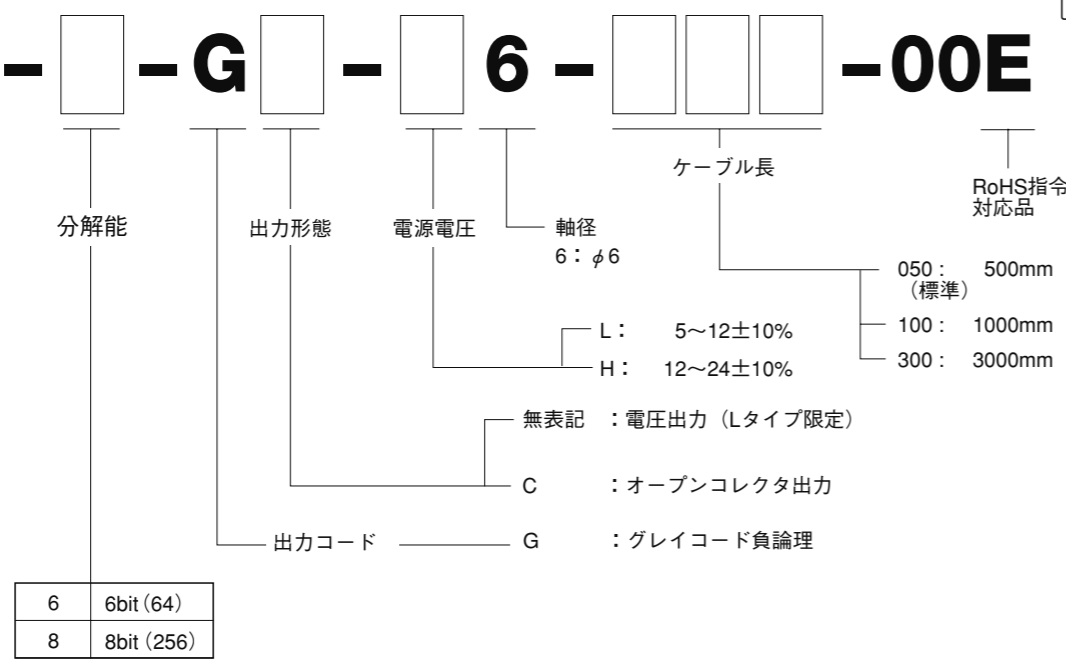 - - G - 6 - -00E
ケーブル長
RoHS指令
対応品
分解能
出力形態
電源電圧
軸径
6：φ6
050 : 500mm
（標準）
100 : 1000mm
300 : 3000mm
L： 5〜12±10%
H： 12〜24±10%
無表記 ：電圧出力（Lタイプ限定）
C ：オープンコレクタ出力
出力コード G ：グレイコード負論理
6 6bit（64）
8 8bit（256）